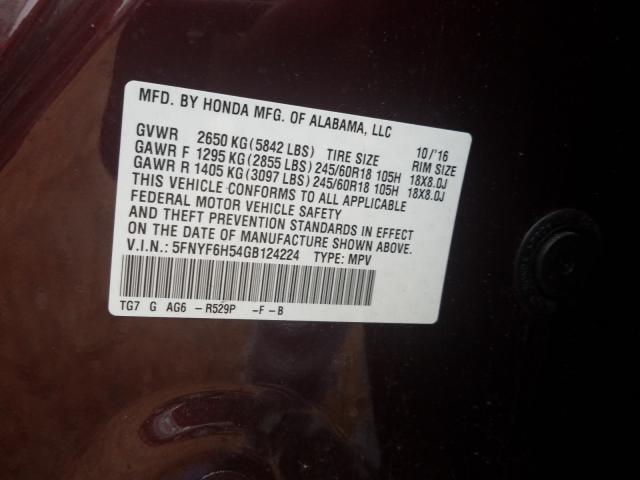 MFD. BY HONDA MFG. OF ALABAMA, LLC
10/'16
GVWR 2650 KG (5842 LBS) TIRE SIZE RIM SIZE
GAWR F 1295 KG (2855 LBS) 245/60R18 105H 18X8.0J
GAWR R 1405 KG (3097 LBS) 245/60R18 105H 18X8.0J
THIS VEHICLE CONFORMS TO ALL APPLICABLE
FEDERAL MOTOR VEHICLE SAFETY
AND THEFT PREVENTION STANDARDS IN EFFECT
ON THE DATE OF MANUFACTURE SHOWN ABOVE.
V.I.N.: 5FNYF6H54GB124224 TYPE: MPV
TG7 G AG6 - R529P -F-B